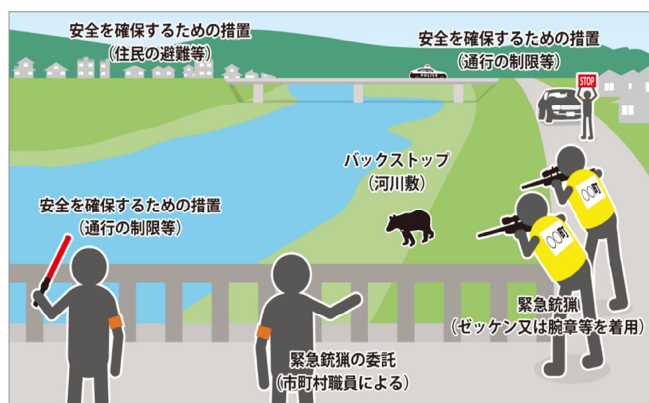 安全を確保するための措置
（住民の避難等）
安全を確保するための措置
（通行の制限等）
POLICE
STOP
バックストップ
（河川敷）
安全を確保するための措置
（通行の制限等）
〇〇町
〇〇町
緊急銃猟
（ゼッケン又は腕章等を着用）
緊急銃猟の委託
（市町村職員による）